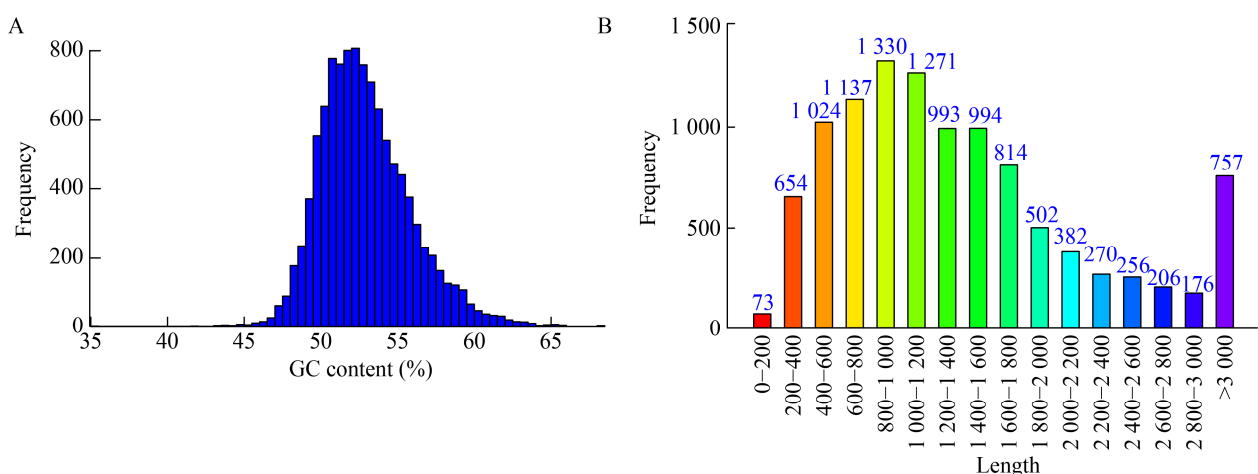 A
Frequency
800
600
400
200
0
35 40 45 50 55 60 65
GC content (%)
B
Frequency
1 500
1 000
500
0
73
654
1 024
1 137
1 330
1 271
993
994
814
502
382
270
256
206
176
757
0−200
200−400
400−600
600−800
800−1 000
1 000−1 200
1 200−1 400
1 400−1 600
1 600−1 800
1 800−2 000
2 000−2 200
2 200−2 400
2 400−2 600
2 600−2 800
2 800−3 000
>3 000
Length